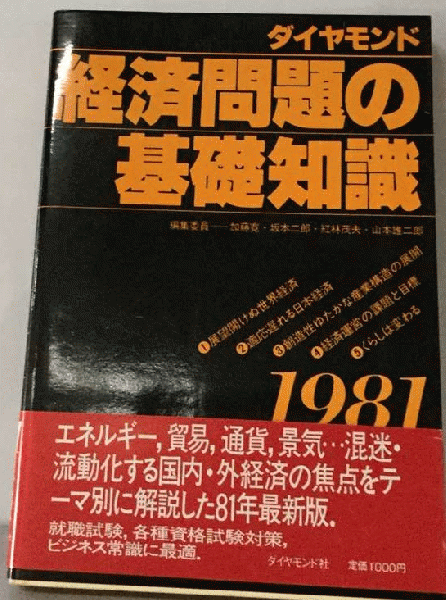 ダイヤモンド
経済問題の
基礎知識
編集委員──加藤寛・坂本二郎・紅林茂夫・山本雄二郎
❶展望開けぬ世界経済
❷適応遅れる日本経済
❸創造性ゆたかな産業構造の展開
❹経済運営の課題と目標
❺くらしは変わる
1981
エネルギー,貿易,通貨,景気…混迷・
流動化する国内・外経済の焦点をテ
ーマ別に解説した81年最新版.
就職試験,各種資格試験対策,
ビジネス常識に最適.
ダイヤモンド社 定価1000円